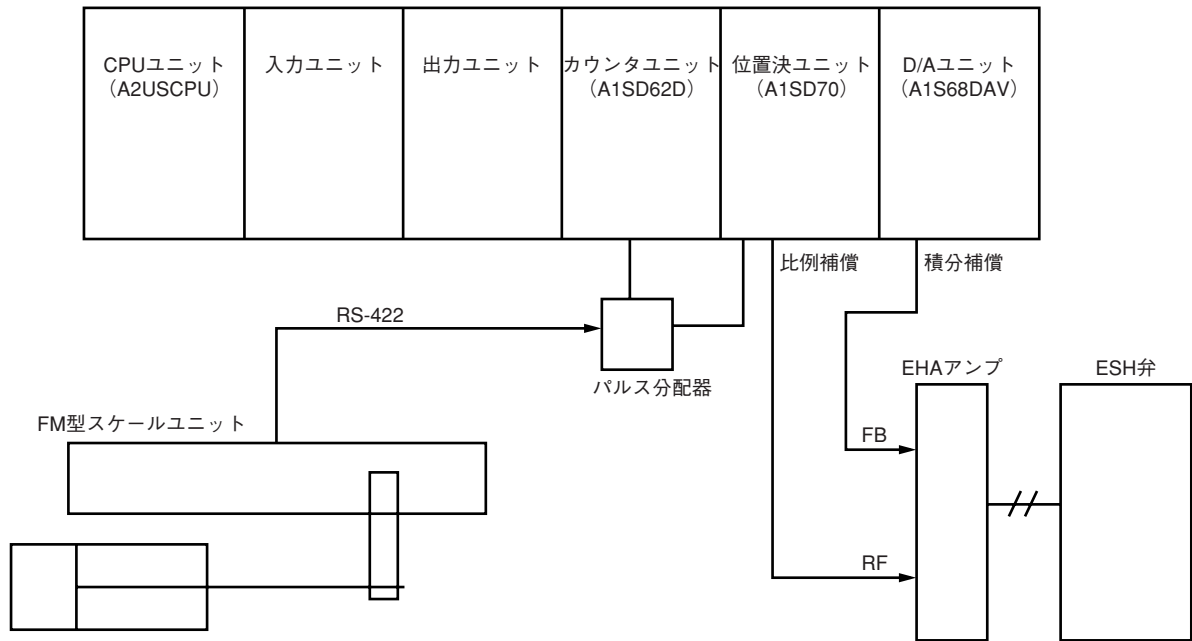 CPUユニット
（A2USCPU）
入力ユニット
出力ユニット
カウンタユニット
（A1SD62D）
位置決ユニット
（A1SD70）
D/Aユニット
（A1S68DAV）
比例補償
積分補償
RS-422
パルス分配器
EHAアンプ
ESH弁
FM型スケールユニット
FB
RF